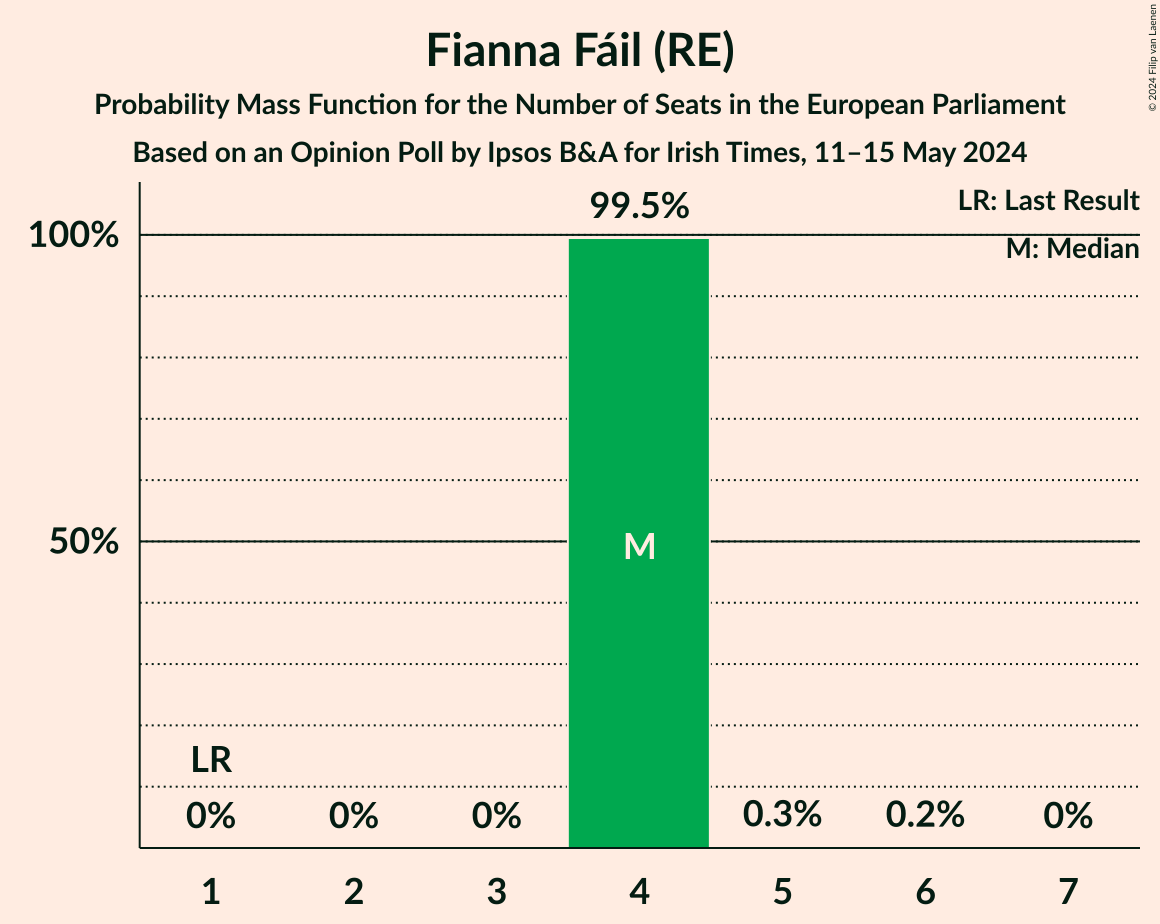 Fianna Fáil (RE)
Probability Mass Function for the Number of Seats in the European Parliament
Based on an Opinion Poll by Ipsos B&A for Irish Times, 11–15 May 2024
© 2024 Filip van Laenen
LR: Last Result
M: Median
100%
50%
99.5%
M
LR
0%
0%
0%
0.3%
0.2%
0%
1
2
3
4
5
6
7